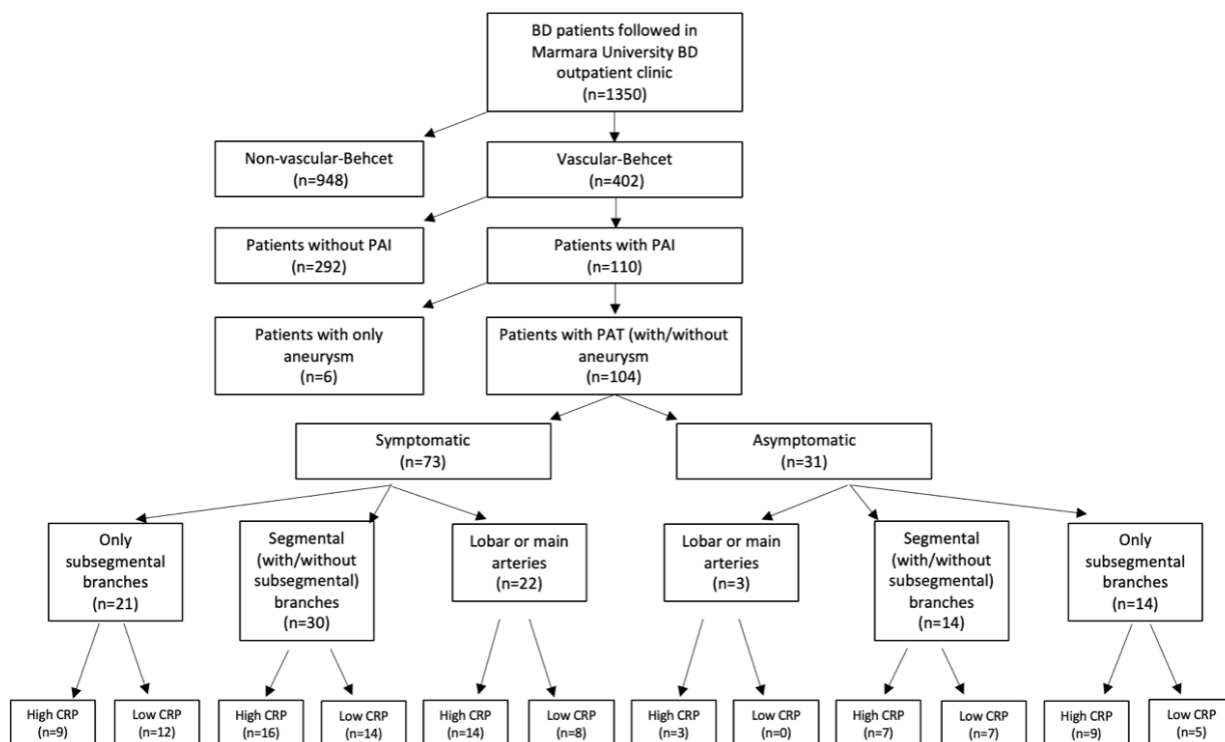 BD patients followed in
Marmara University BD
outpatient clinic
(n=1350)
Non-vascular-Behcet
(n=948)
Vascular-Behcet
(n=402)
Patients without PAI
(n=292)
Patients with PAI
(n=110)
Patients with only
aneurysm
(n=6)
Patients with PAT (with/without
aneurysm
(n=104)
Symptomatic
(n=73)
Asymptomatic
(n=31)
Only
subsegmental
branches
(n=21)
Segmental
(with/without
subsegmental)
branches
(n=30)
Lobar or main
arteries
(n=22)
Lobar or main
arteries
(n=3)
Segmental
(with/without
subsegmental)
branches
(n=14)
Only
subsegmental
branches
(n=14)
High CRP
(n=9)
Low CRP
(n=12)
High CRP
(n=16)
Low CRP
(n=14)
High CRP
(n=14)
Low CRP
(n=8)
High CRP
(n=3)
Low CRP
(n=0)
High CRP
(n=7)
Low CRP
(n=7)
High CRP
(n=9)
Low CRP
(n=5)